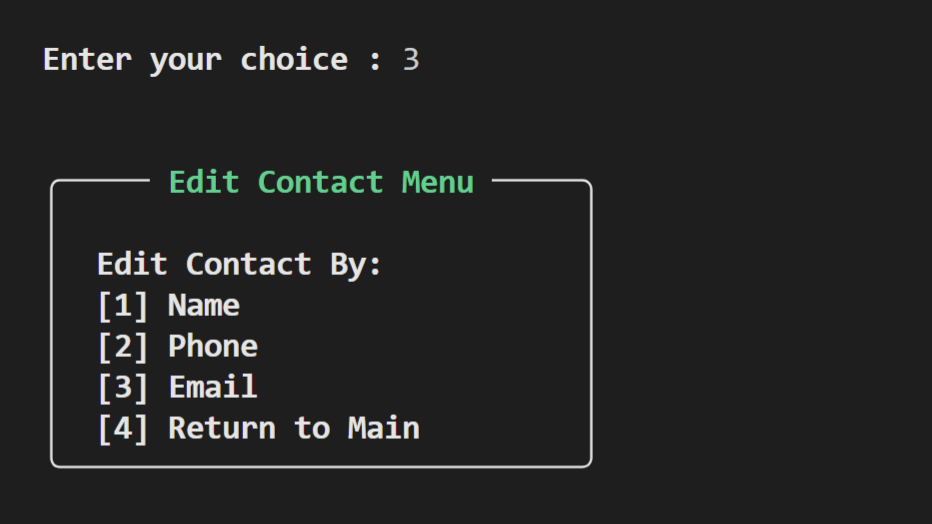 Enter your choice : 3
Edit Contact Menu
Edit Contact By:
[1] Name
[2] Phone
[3] Email
[4] Return to Main